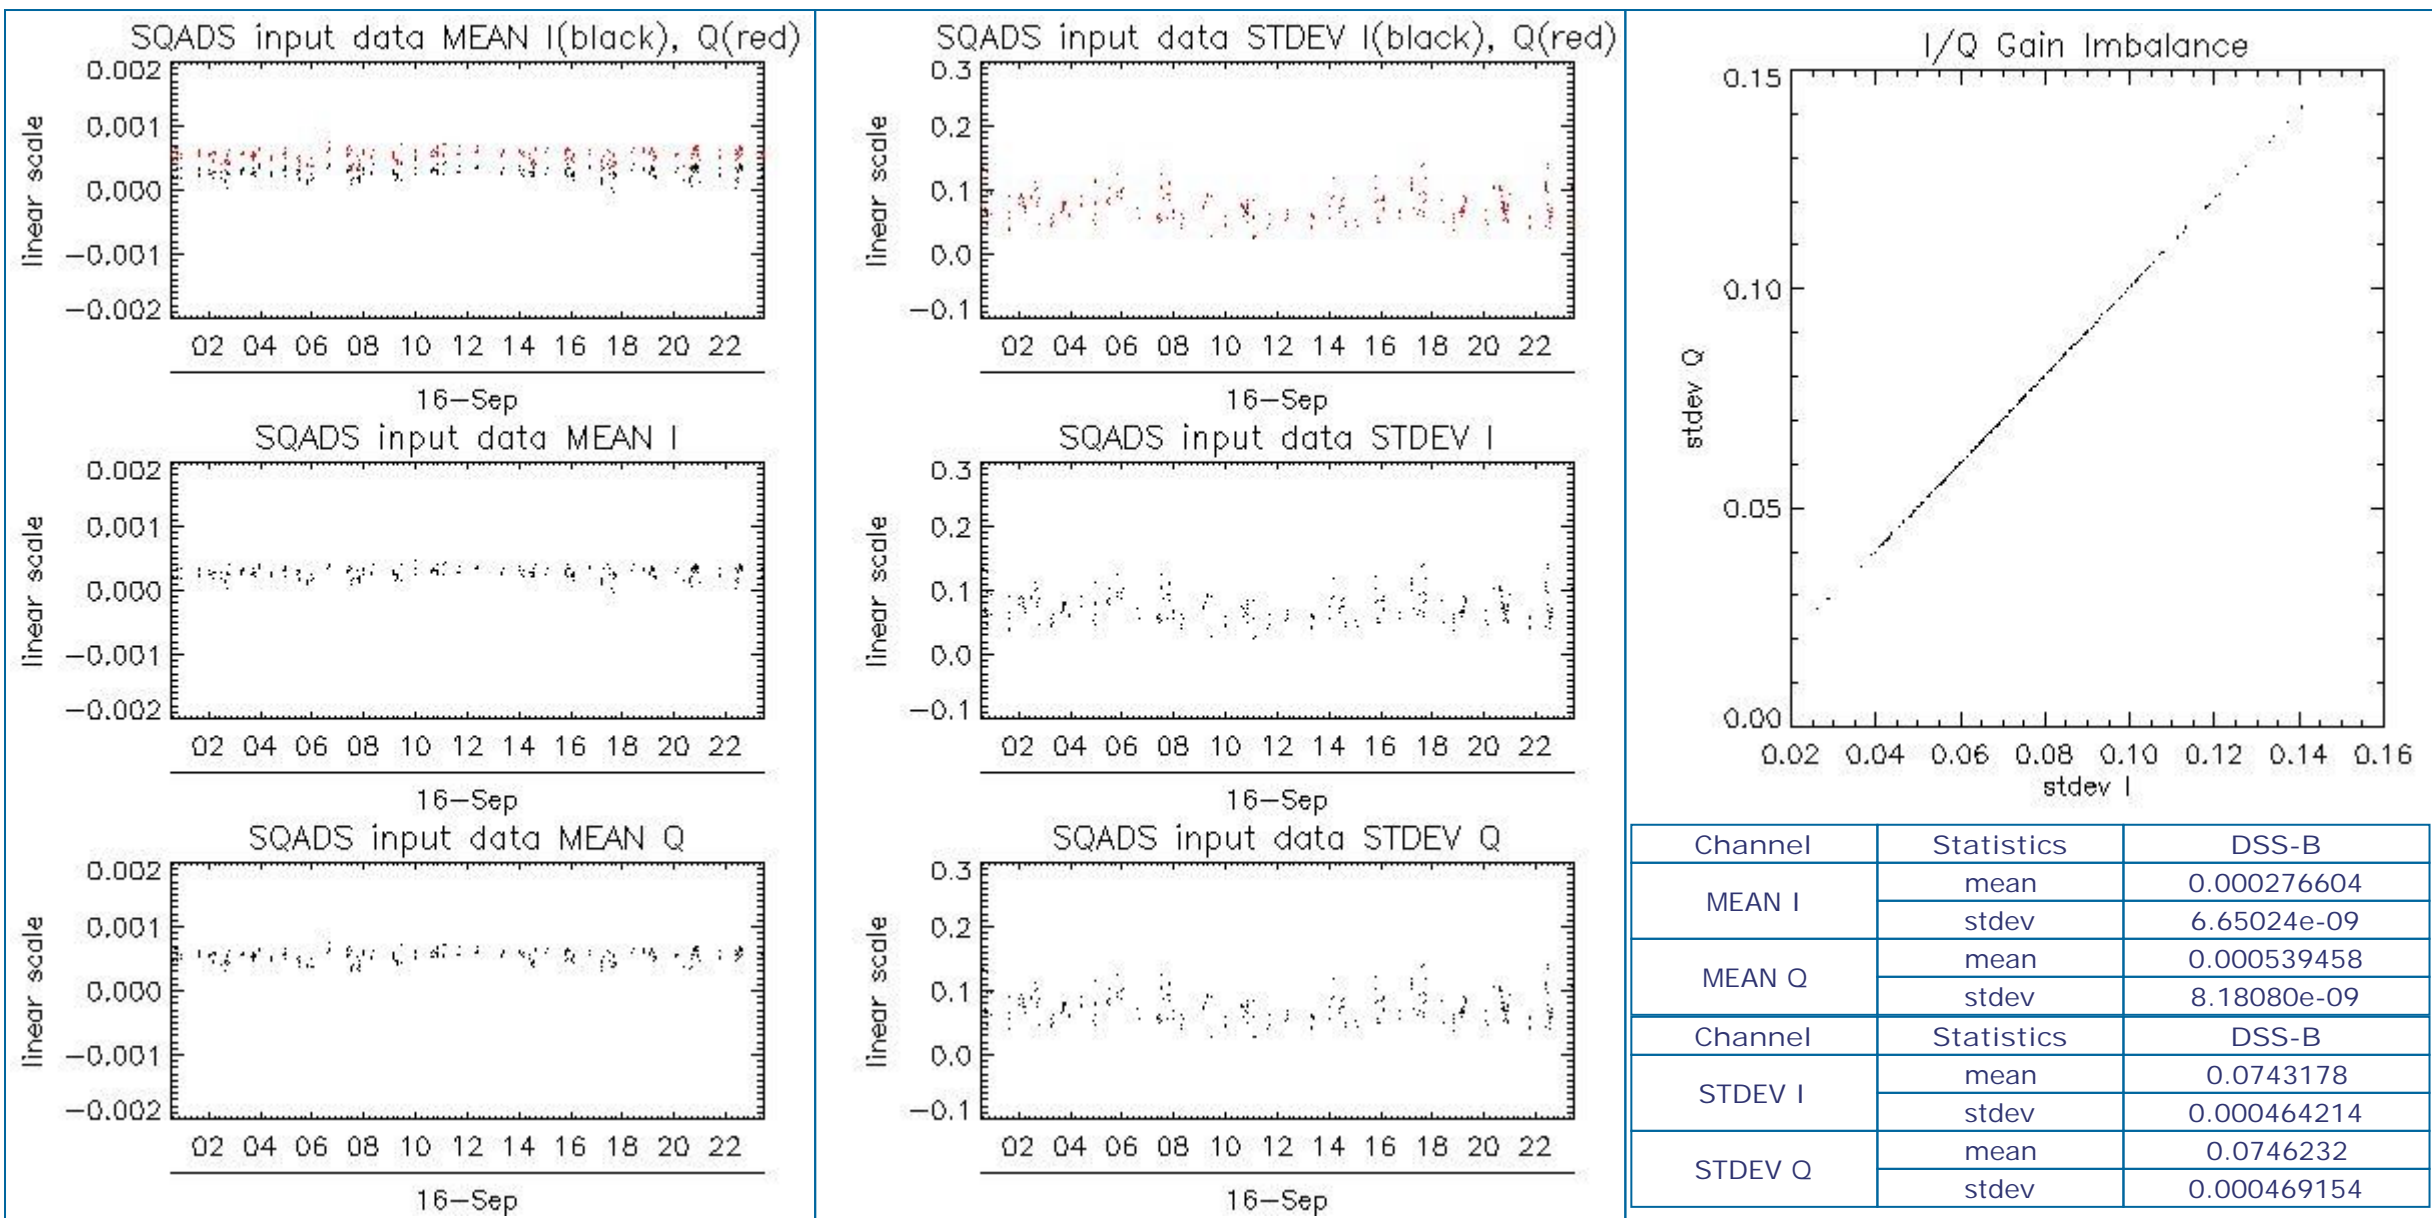 SQADS input data MEAN I(black), Q(red)
0.002
0.001
0.000
−0.001
−0.002
linear scale
02 04 06 08 10 12 14 16 18 20 22
16−Sep
SQADS input data MEAN I
0.002
0.001
0.000
−0.001
−0.002
linear scale
02 04 06 08 10 12 14 16 18 20 22
16−Sep
SQADS input data MEAN Q
0.002
0.001
0.000
−0.001
−0.002
linear scale
02 04 06 08 10 12 14 16 18 20 22
16−Sep
SQADS input data STDEV I(black), Q(red)
0.3
0.2
0.1
0.0
−0.1
linear scale
02 04 06 08 10 12 14 16 18 20 22
16−Sep
SQADS input data STDEV I
0.3
0.2
0.1
0.0
−0.1
linear scale
02 04 06 08 10 12 14 16 18 20 22
16−Sep
SQADS input data STDEV Q
0.3
0.2
0.1
0.0
−0.1
linear scale
02 04 06 08 10 12 14 16 18 20 22
16−Sep
I/Q Gain Imbalance
0.15
0.10
0.05
0.00
stdev Q
0.02 0.04 0.06 0.08 0.10 0.12 0.14 0.16
stdev I
Channel Statistics DSS-B
MEAN I mean 0.000276604
stdev 6.65024e-09
MEAN Q mean 0.000539458
stdev 8.18080e-09
Channel Statistics DSS-B
STDEV I mean 0.0743178
stdev 0.000464214
STDEV Q mean 0.0746232
stdev 0.000469154